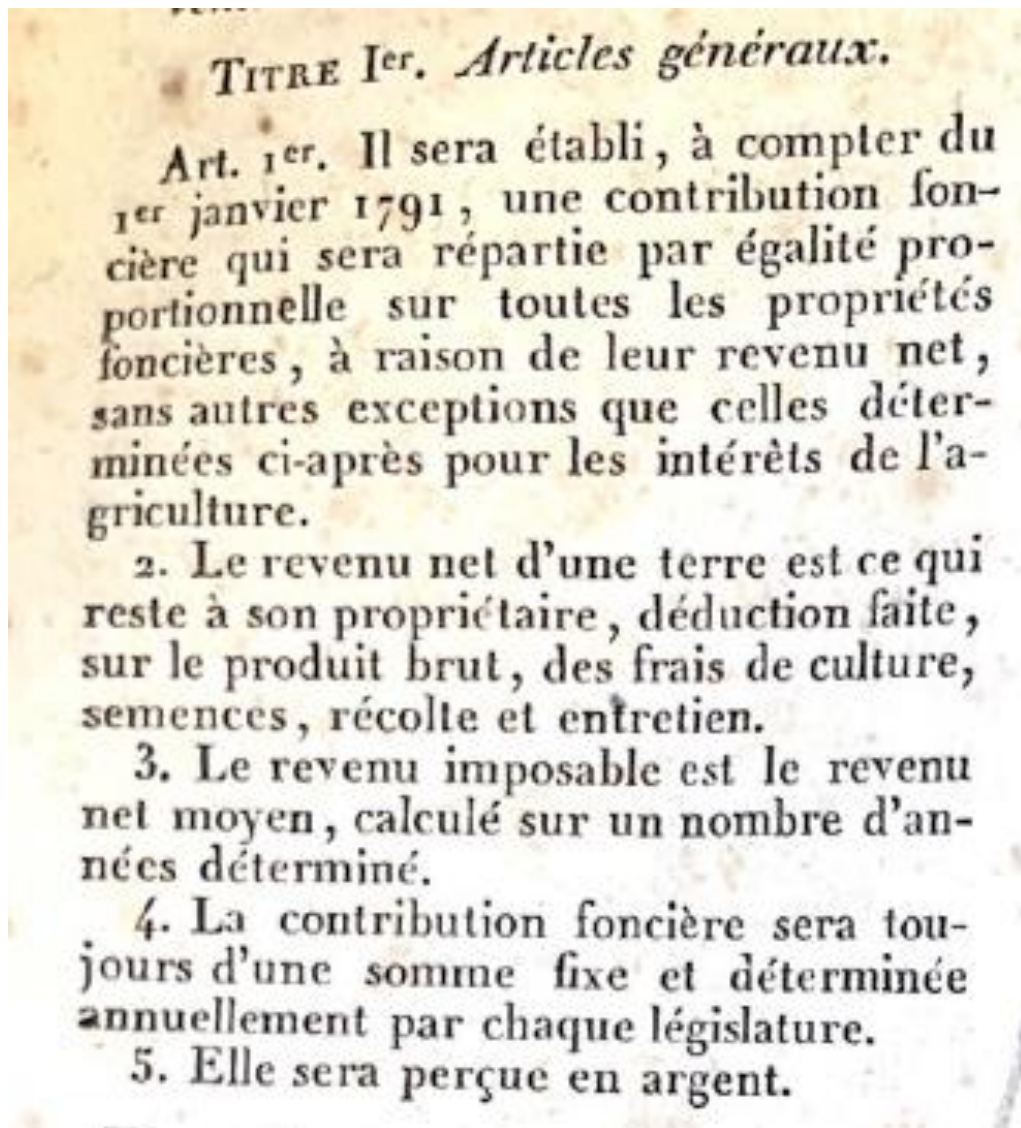 TITRE Ier. Articles généraux.
Art. 1er. Il sera établi, à compter du
1er janvier 1791, une contribution fon-
cière qui sera répartie par égalité pro-
portionnelle sur toutes les propriétés
foncières, à raison de leur revenu net,
sans autres exceptions que celles déter-
minées ci-après pour les intérêts de l'a-
griculture.
2. Le revenu net d'une terre est ce qui
reste à son propriétaire, déduction faite,
sur le produit brut, des frais de culture,
semences, récolte et entretien.
3. Le revenu imposable est le revenu
net moyen, calculé sur un nombre d'an-
nées déterminé.
4. La contribution foncière sera tou-
jours d'une somme fixe et déterminée
annuellement par chaque législature.
5. Elle sera perçue en argent.